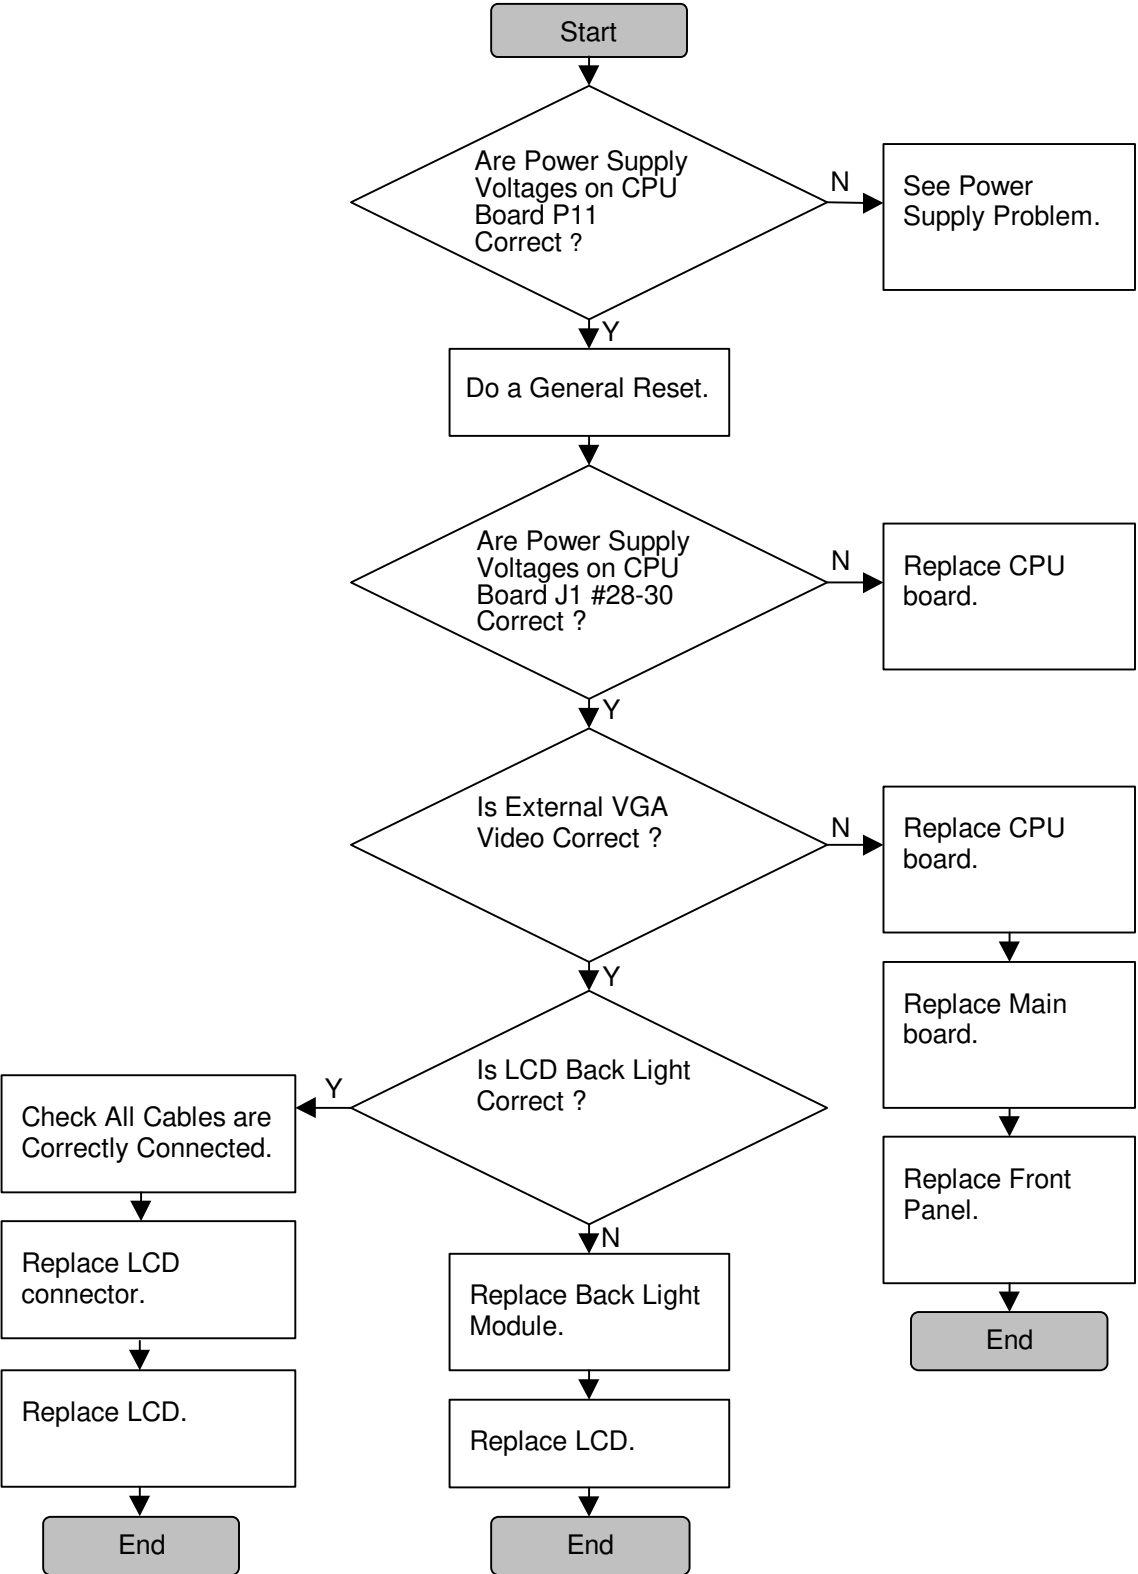 Start
Are Power Supply
Voltages on CPU
Board P11
Correct ?
N
See Power
Supply Problem.
Y
Do a General Reset.
Are Power Supply
Voltages on CPU
Board J1 #28-30
Correct ?
N
Replace CPU
board.
Y
Is External VGA
Video Correct ?
N
Replace CPU
board.
Y
Replace Main
board.
Is LCD Back Light
Correct ?
Y
Check All Cables are
Correctly Connected.
Replace Front
Panel.
N
Replace LCD
connector.
Replace Back Light
Module.
End
Replace LCD.
Replace LCD.
End
End